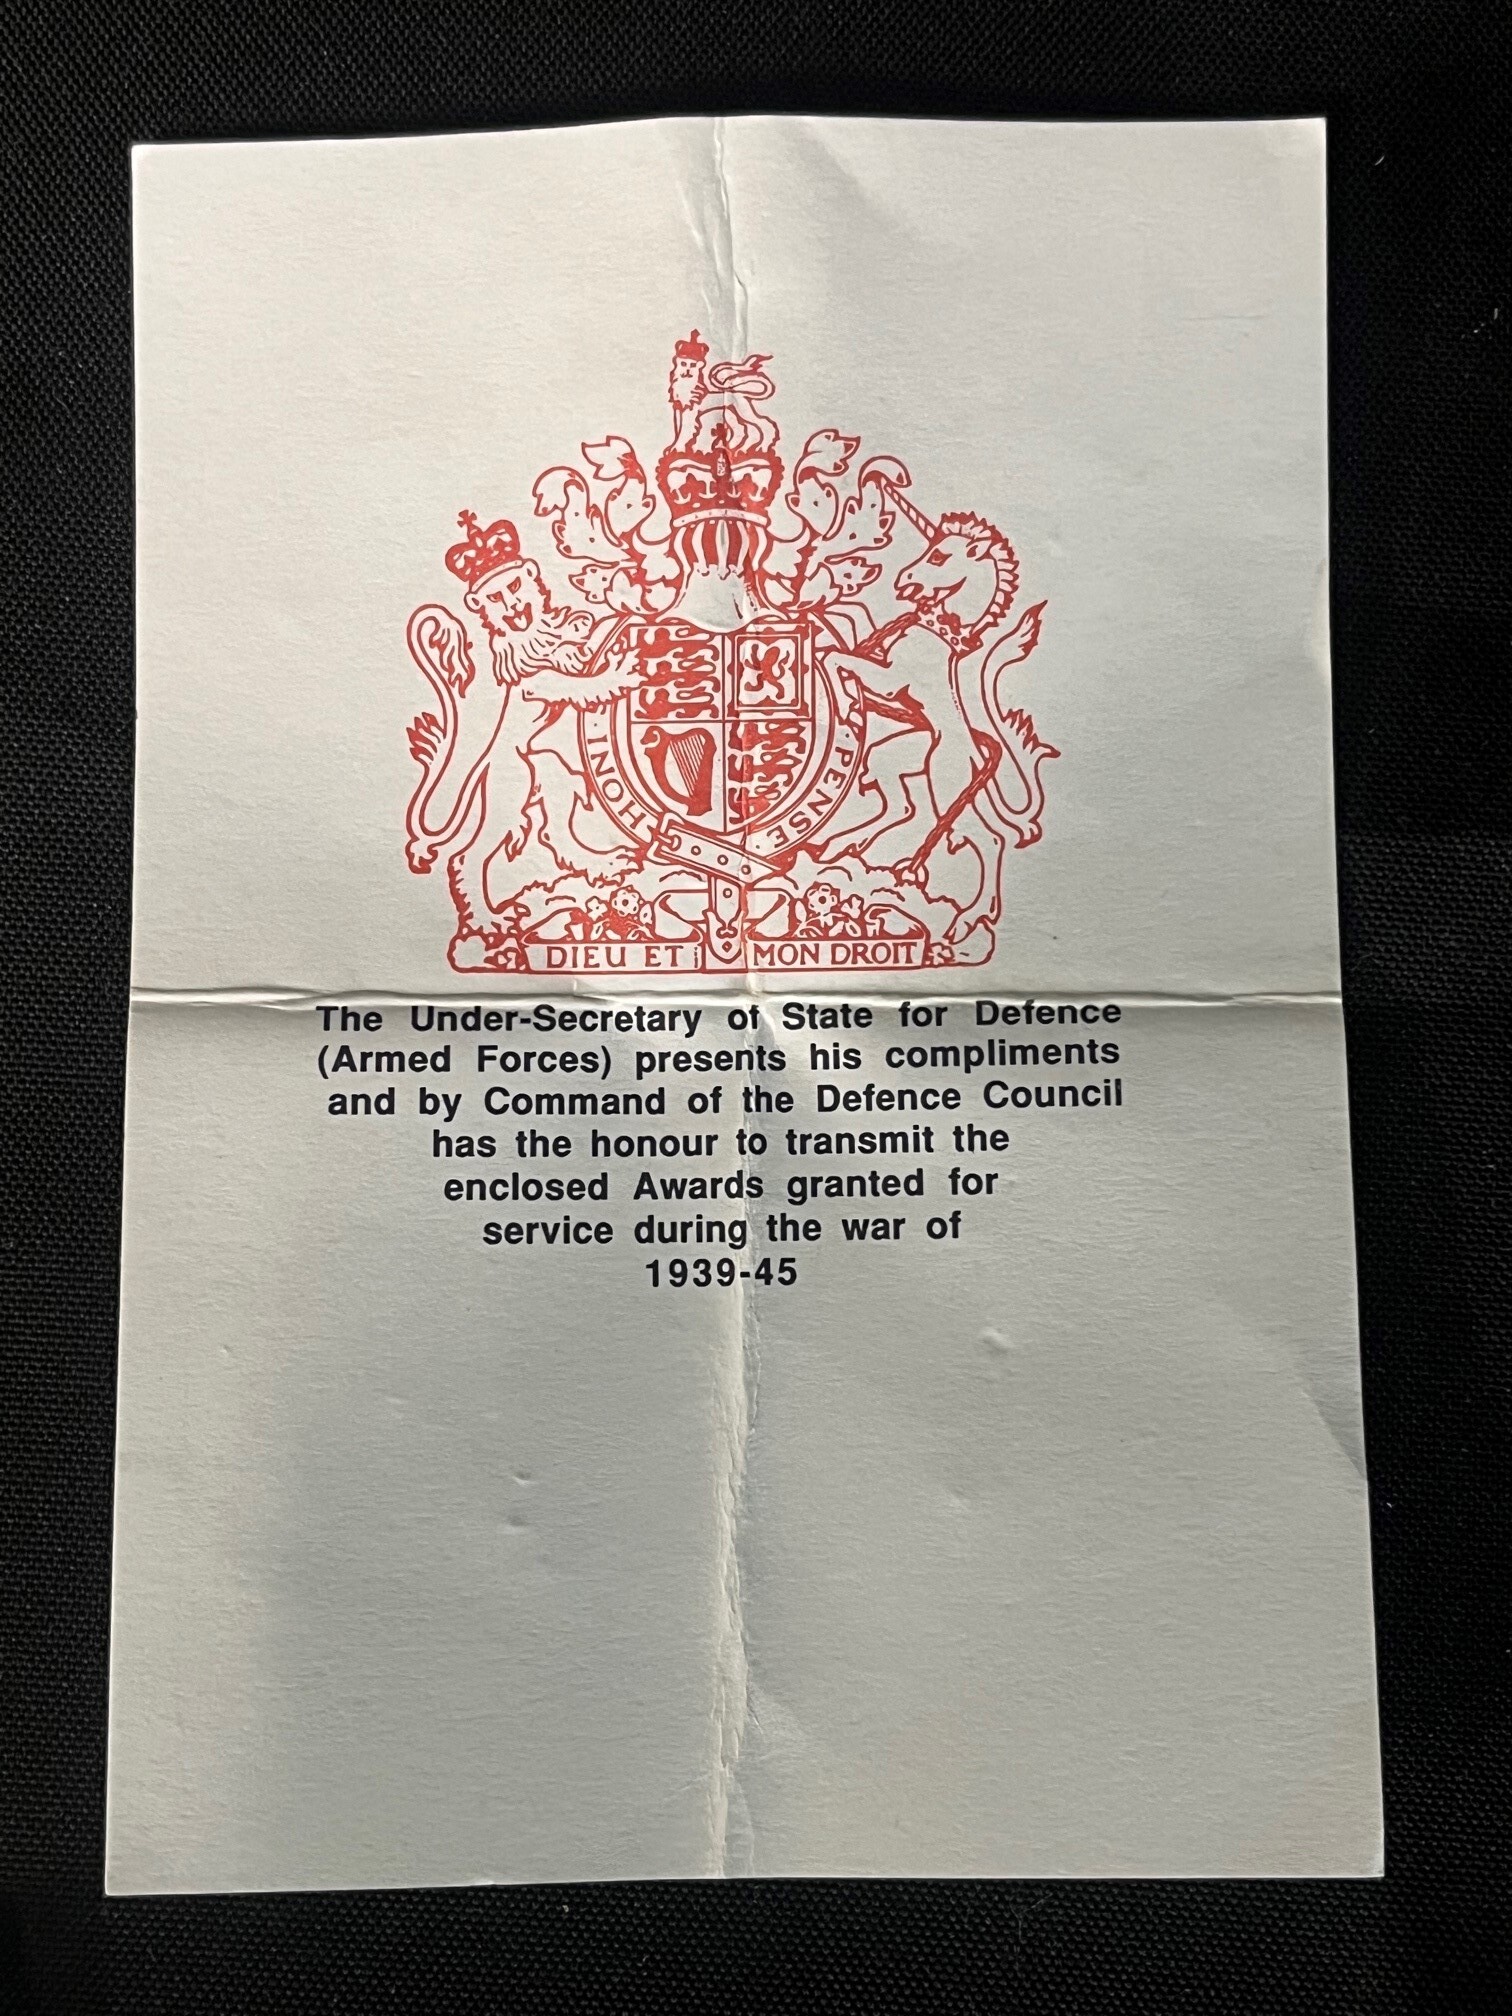 HONI
PENSE
DIEU ET MON DROIT
The Under-Secretary of State for Defence
(Armed Forces) presents his compliments
and by Command of the Defence Council
has the honour to transmit the
enclosed Awards granted for
service during the war of
1939-45